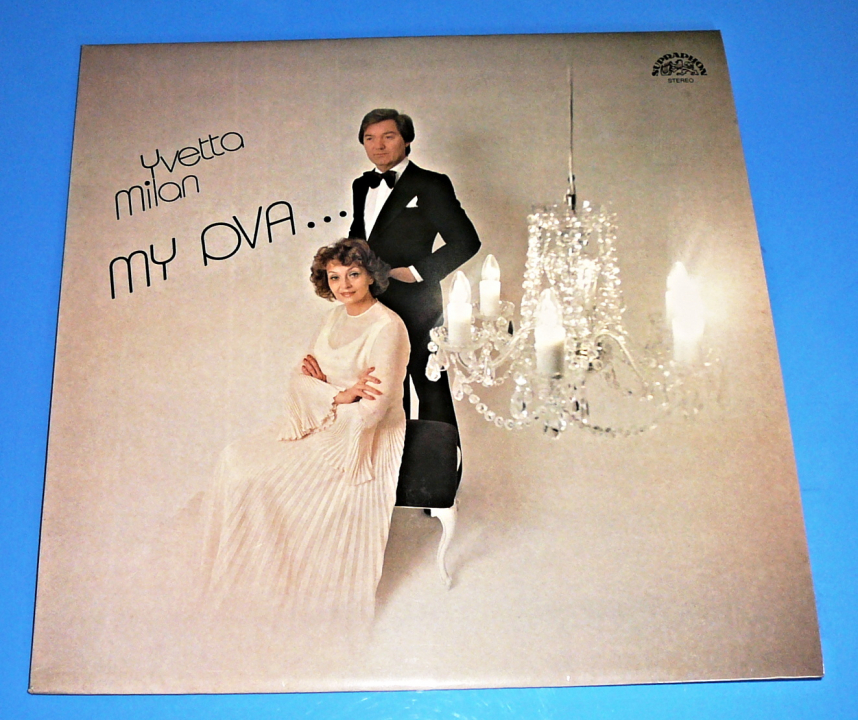 Yvetta
Milan
MY DVA...
SUPRAPHON
STEREO